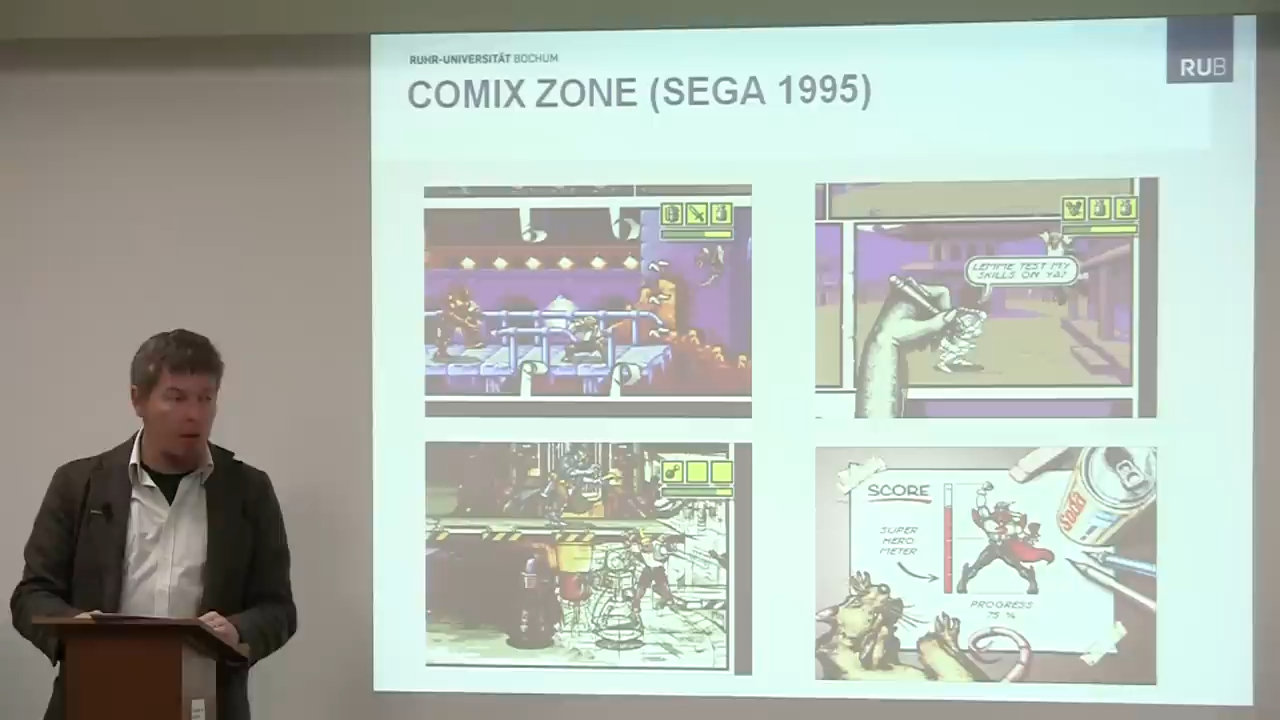 RUHR-UNIVERSITÄT BOCHUM
RUB
COMIX ZONE (SEGA 1995)
LEMME TEST MY
SKILLS ON YA!
SCORE
SUPER
HERO
METER
PROGRESS
75 %
Soda